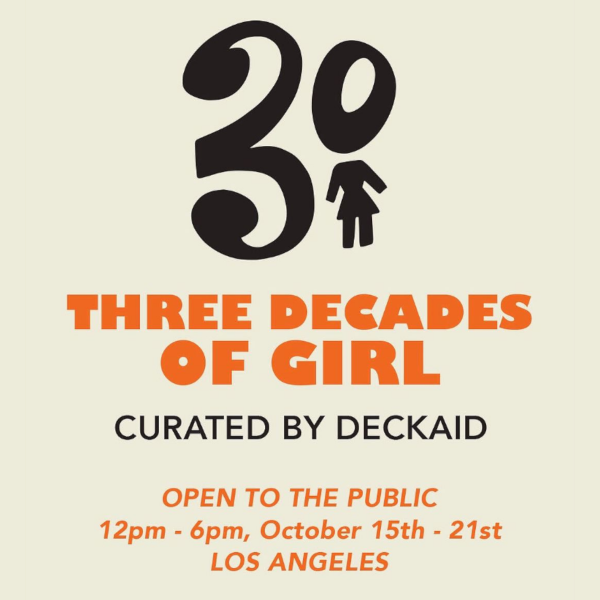 30
THREE DECADES
OF GIRL
CURATED BY DECKAID
OPEN TO THE PUBLIC
12pm - 6pm, October 15th - 21st
LOS ANGELES